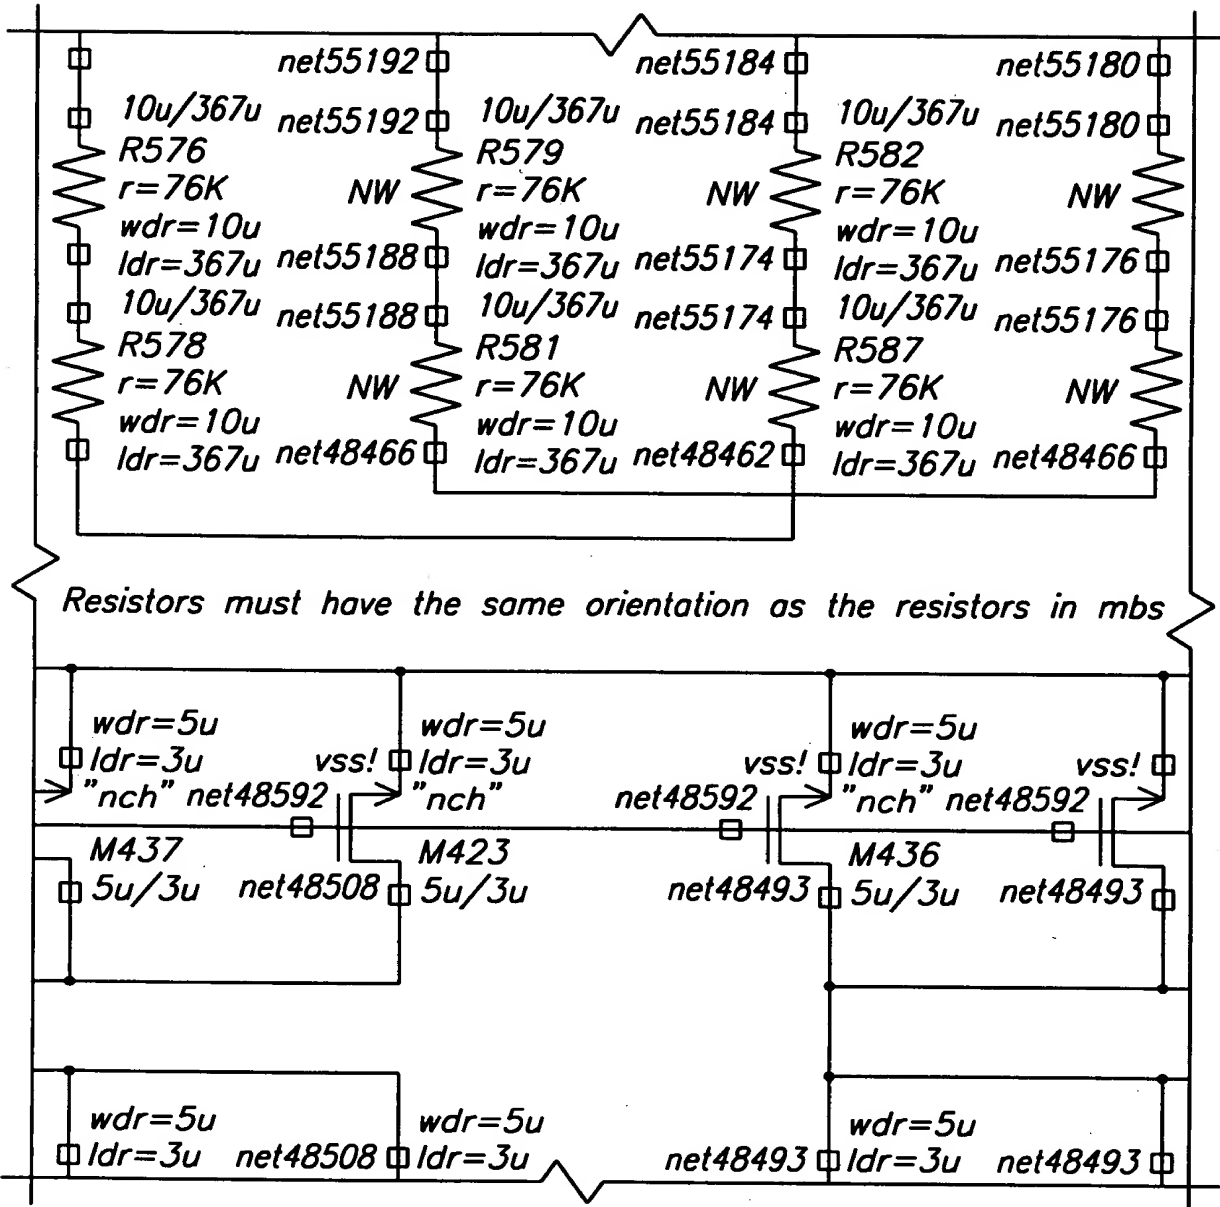 net55192 net55184 net55180
10u/367u net55192 10u/367u net55184 10u/367u net55180
R576 R579 R582
r=76K NW r=76K NW r=76K NW
wdr=10u wdr=10u wdr=10u
ldr=367u net55188 ldr=367u net55174 ldr=367u net55176
10u/367u net55188 10u/367u net55174 10u/367u net55176
R578 R581 R587
r=76K NW r=76K NW r=76K NW
wdr=10u wdr=10u wdr=10u
ldr=367u net48466 ldr=367u net48462 ldr=367u net48466
Resistors must have the same orientation as the resistors in mbs
wdr=5u wdr=5u wdr=5u
ldr=3u vss! ldr=3u vss! ldr=3u vss!
"nch" net48592 "nch" net48592 "nch" net48592
M437 M423 M436
5u/3u net48508 5u/3u net48493 5u/3u net48493
wdr=5u wdr=5u wdr=5u
ldr=3u net48508 ldr=3u net48493 ldr=3u net48493